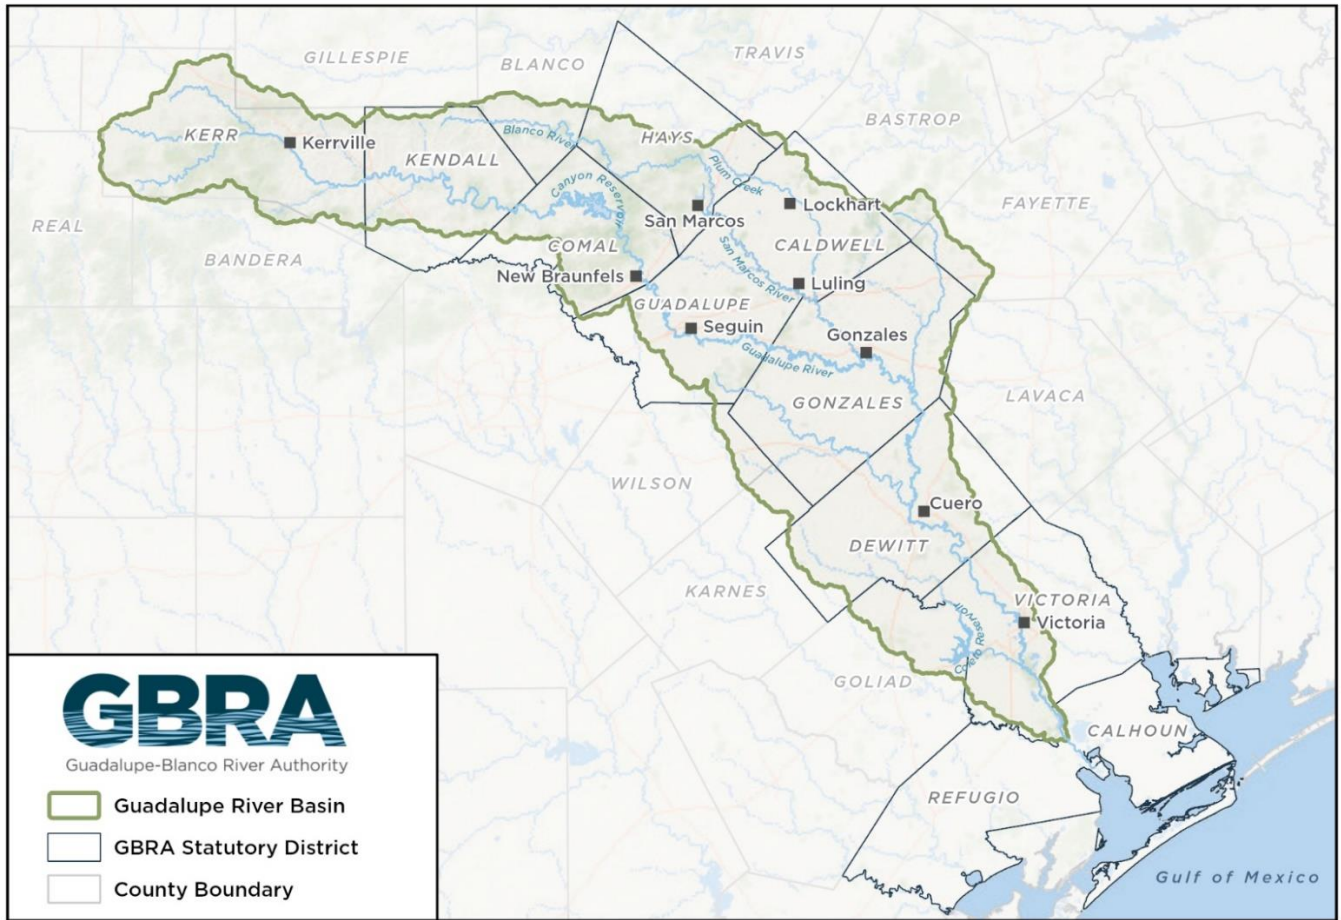 GILLESPIE
BLANCO
TRAVIS
KERR
Kerrville
KENDALL
Blanco River
HAYS
BASTROP
Plum Creek
Canyon Reservoir
San Marcos
Lockhart
FAYETTE
REAL
BANDERA
COMAL
CALDWELL
San Marcos River
New Braunfels
Luling
GUADALUPE
Seguin
Gonzales
Guadalupe River
LAVACA
GONZALES
WILSON
Cuero
DEWITT
KARNES
VICTORIA
Victoria
Coleto Reservoir
GOLIAD
CALHOUN
REFUGIO
Gulf of Mexico
GBRA
Guadalupe-Blanco River Authority
Guadalupe River Basin
GBRA Statutory District
County Boundary